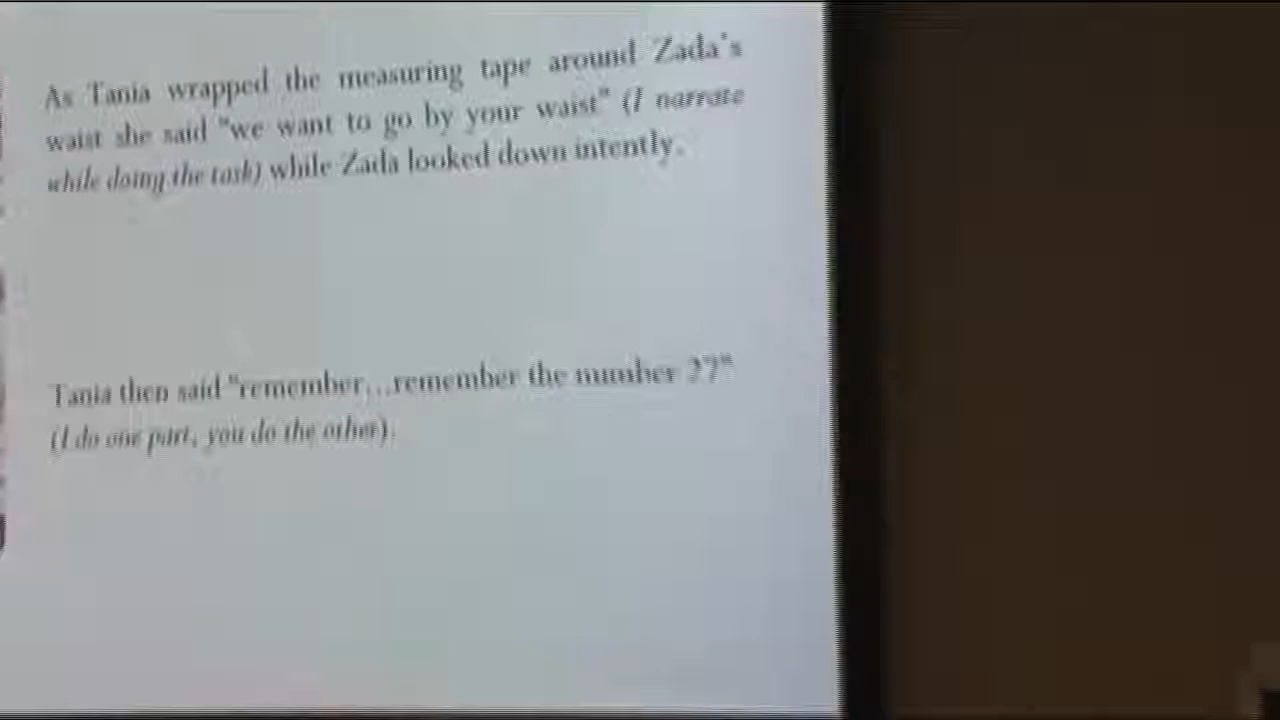 As Tania wrapped the measuring tape around Zada's
waist she said "we want to go by your waist" (I narrate
while doing the task) while Zada looked down intently.
Tania then said "remember…remember the number 27"
(I do one part, you do the other).